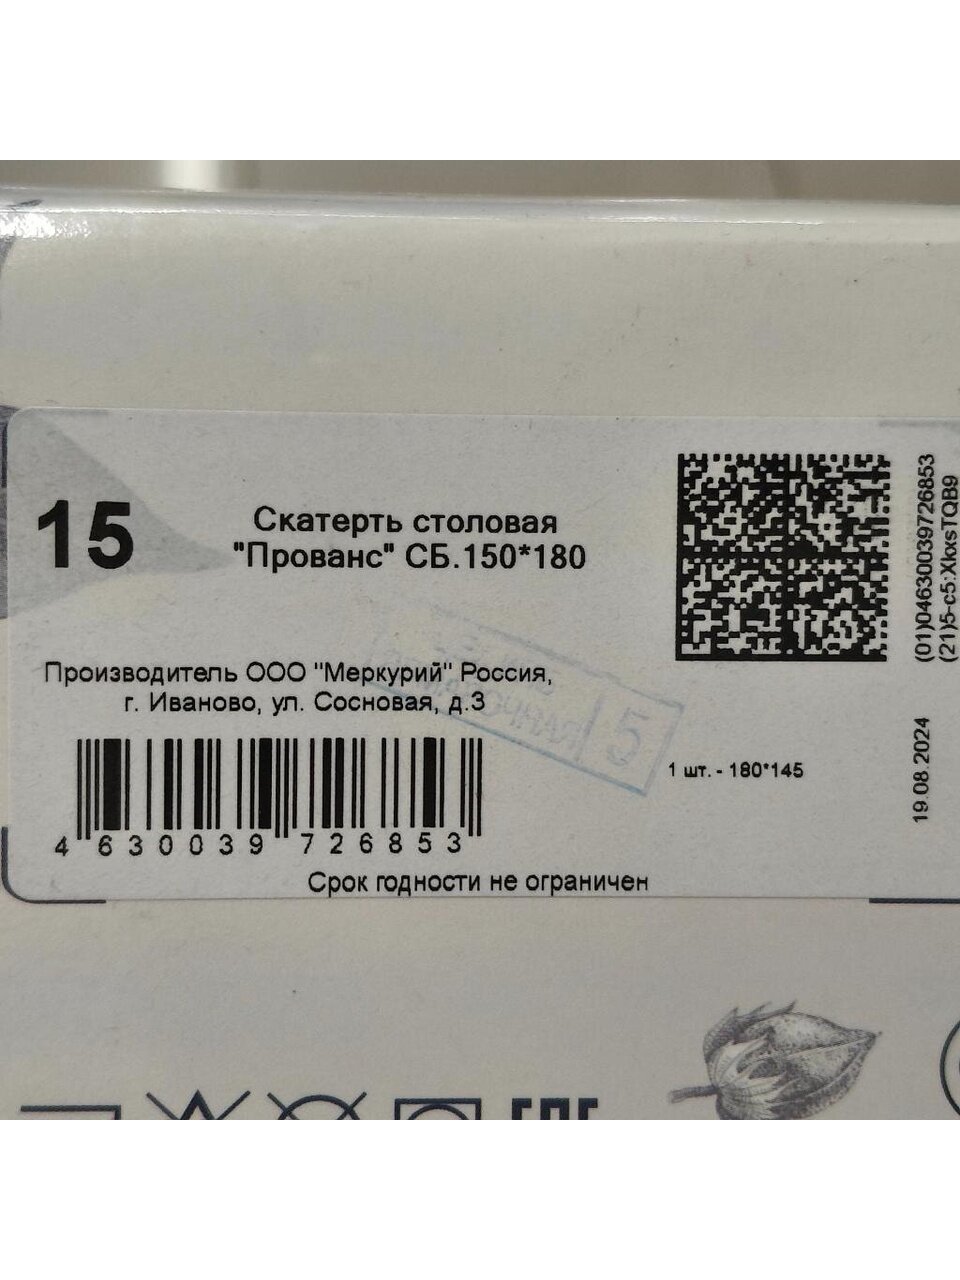 15
Скатерть столовая
"Прованс" СБ.150*180
Производитель ООО "Меркурий" Россия,
г. Иваново, ул. Сосновая, д.3
5
1 шт. - 180*145
4 630039 726853
Срок годности не ограничен
(01)04630039726853
(21)5-c5:XkxsTQB9
19.08.2024